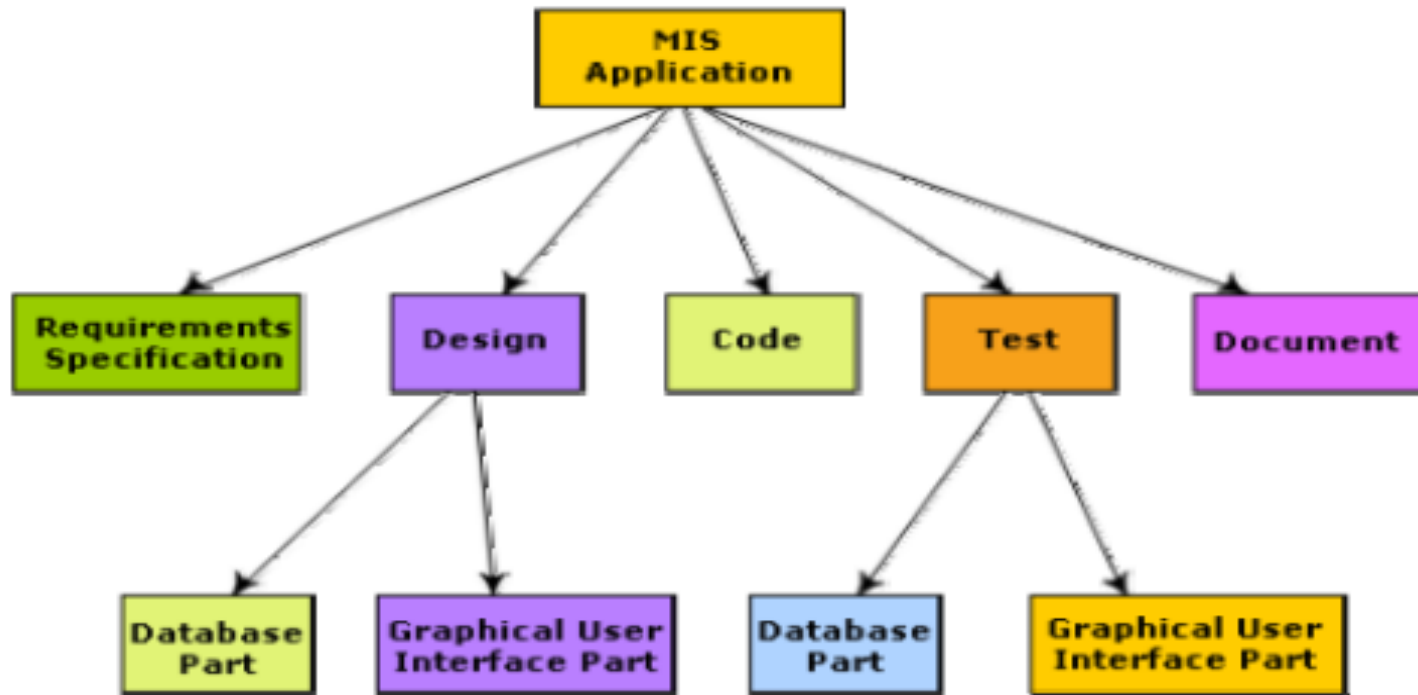 MIS
Application
Requirements
Specification
Design
Code
Test
Document
Database
Part
Graphical User
Interface Part
Database
Part
Graphical User
Interface Part